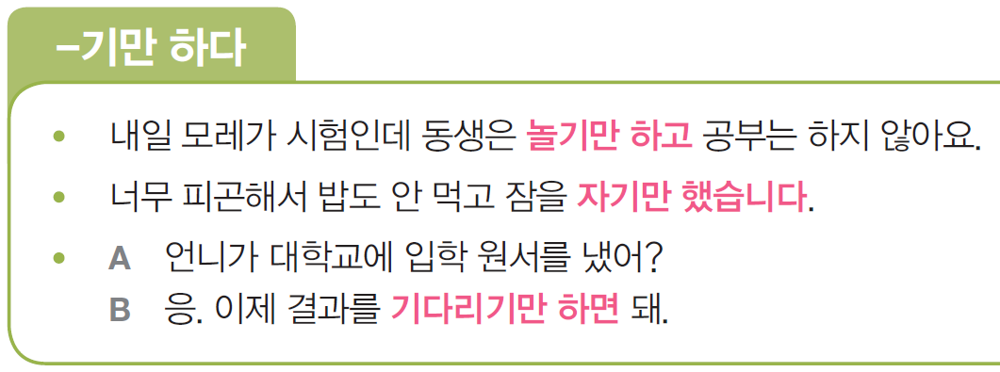 -기만 하다
• 내일 모레가 시험인데 동생은 놀기만 하고 공부는 하지 않아요.
• 너무 피곤해서 밥도 안 먹고 잠을 자기만 했습니다.
• A 언니가 대학교에 입학 원서를 냈어?
B 응. 이제 결과를 기다리기만 하면 돼.